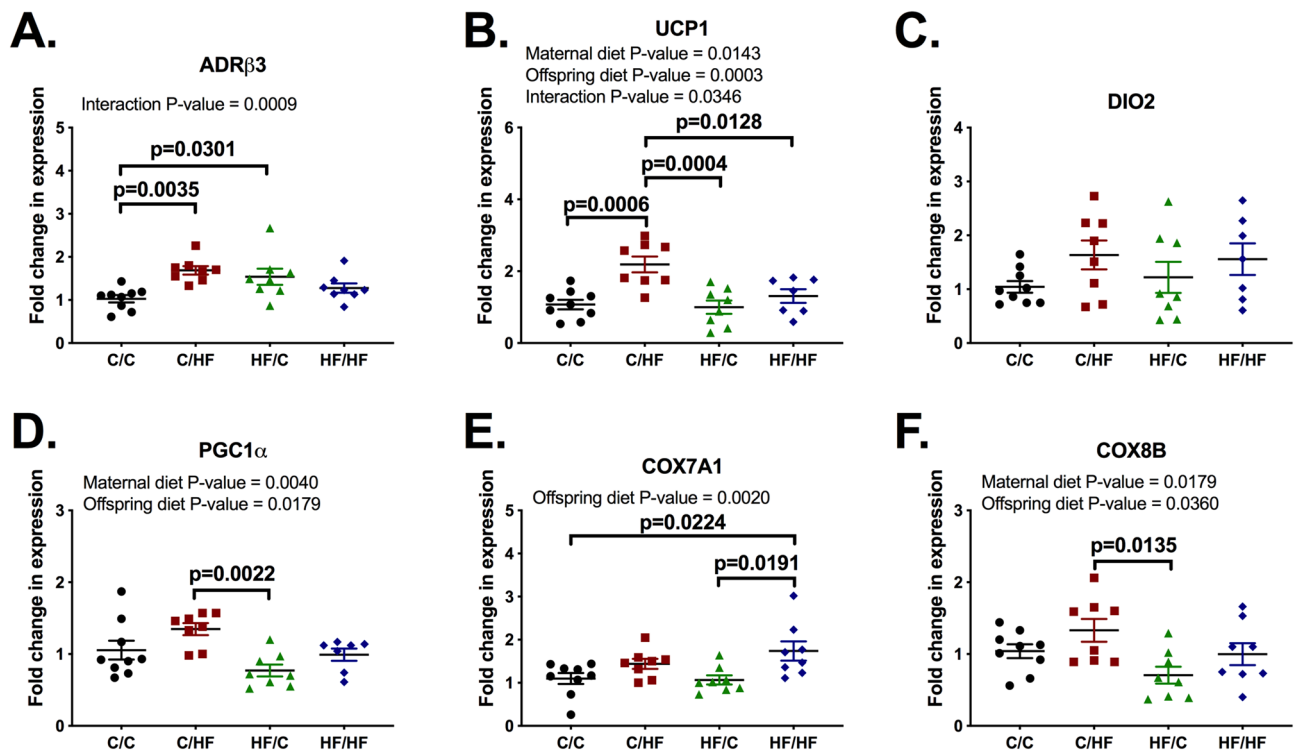 A.
ADRβ3
Interaction P-value = 0.0009
Fold change in expression
5
4
3
2
1
0
p=0.0301
p=0.0035
C/C C/HF HF/C HF/HF
B.
UCP1
Maternal diet P-value = 0.0143
Offspring diet P-value = 0.0003
Interaction P-value = 0.0346
Fold change in expression
6
4
2
0
p=0.0128
p=0.0004
p=0.0006
C/C C/HF HF/C HF/HF
C.
DIO2
Fold change in expression
4
3
2
1
0
C/C C/HF HF/C HF/HF
D.
PGC1α
Maternal diet P-value = 0.0040
Offspring diet P-value = 0.0179
Fold change in expression
3
2
1
0
p=0.0022
C/C C/HF HF/C HF/HF
E.
COX7A1
Offspring diet P-value = 0.0020
Fold change in expression
5
4
3
2
1
0
p=0.0224
p=0.0191
C/C C/HF HF/C HF/HF
F.
COX8B
Maternal diet P-value = 0.0179
Offspring diet P-value = 0.0360
Fold change in expression
3
2
1
0
p=0.0135
C/C C/HF HF/C HF/HF